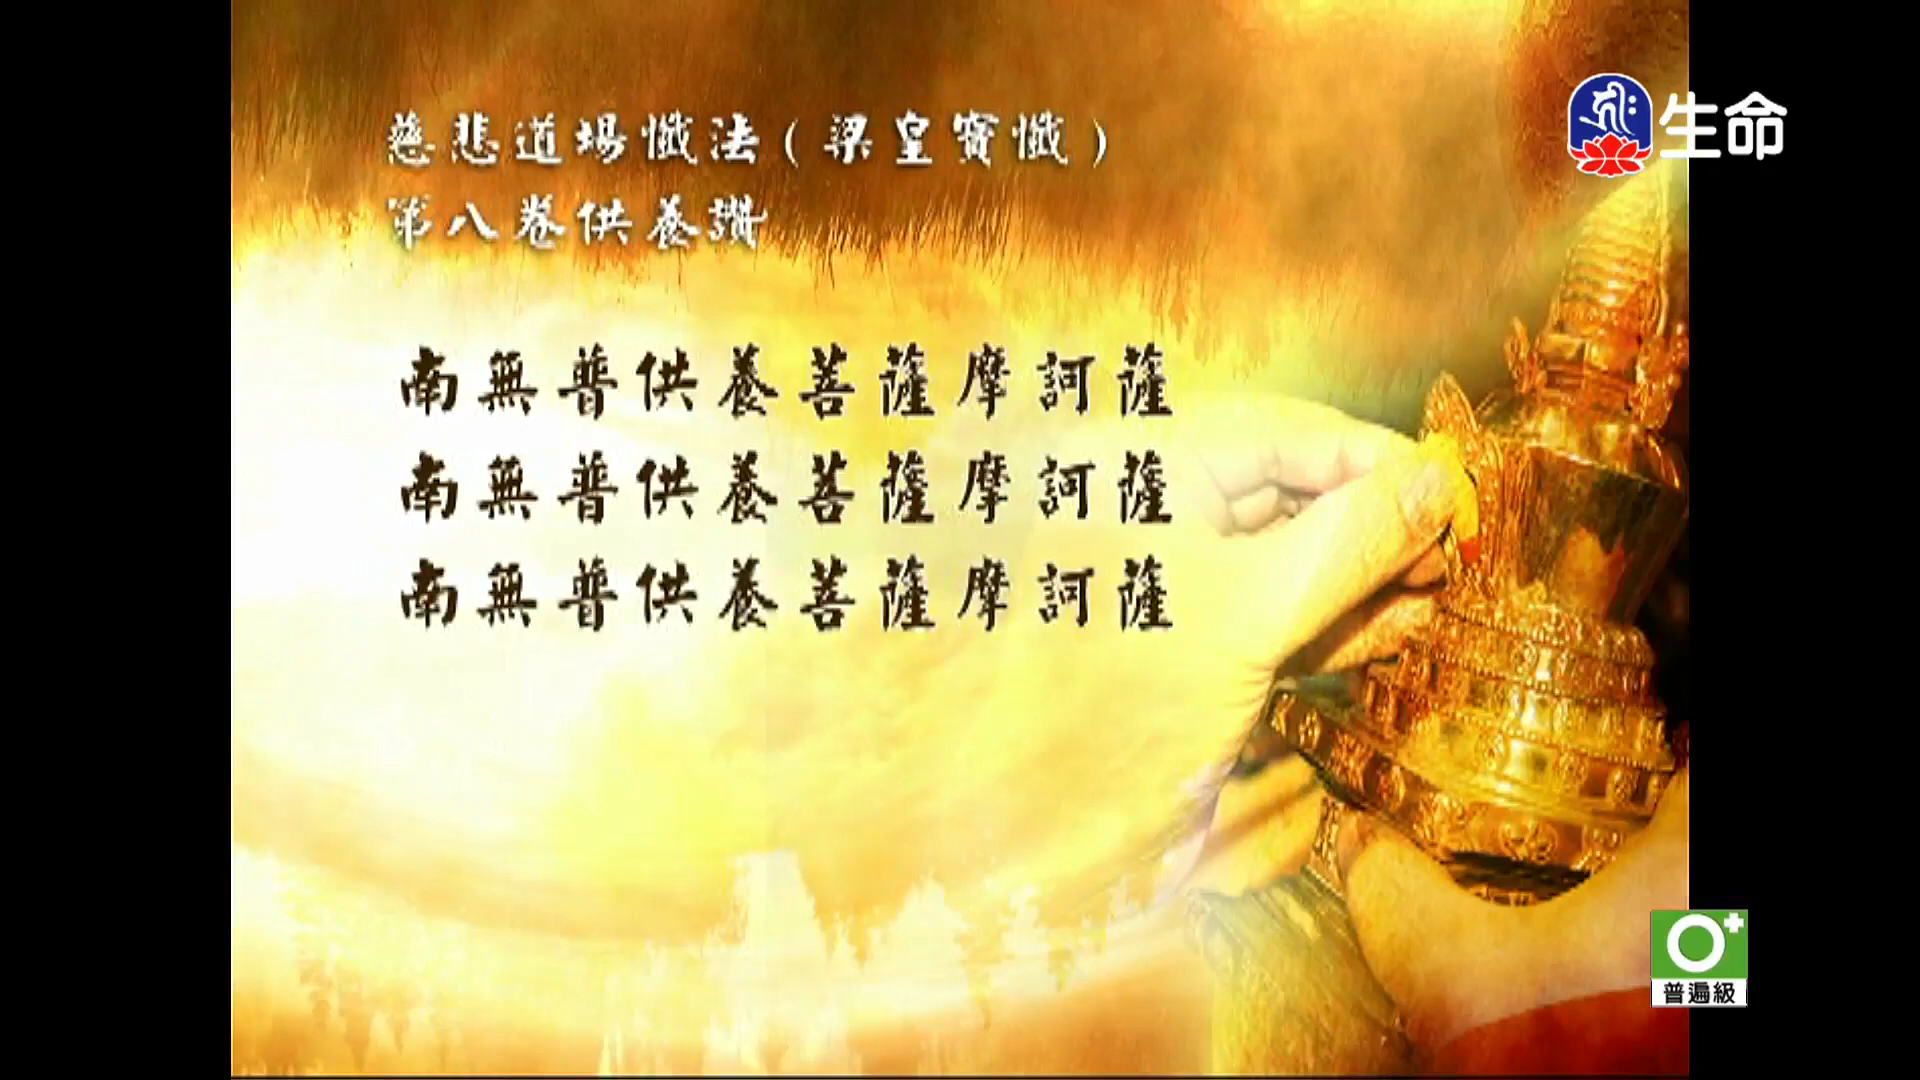 慈悲道場懺法(梁皇寶懺)
第八卷供養讚
生命
南無普供養菩薩摩訶薩
南無普供養菩薩摩訶薩
南無普供養菩薩摩訶薩
0+
普遍級